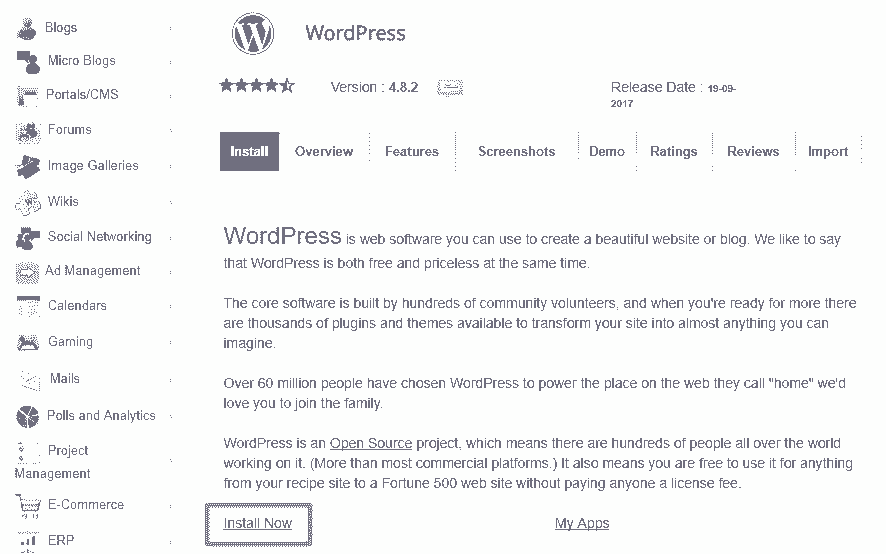 Blogs
Micro Blogs
Portals/CMS
Forums
Image Galleries
Wikis
Social Networking
Ad Management
Calendars
Gaming
Mails
Polls and Analytics
Project
Management
E-Commerce
ERP
WordPress
Version : 4.8.2
Release Date : 19-09-
2017
Install Overview Features Screenshots Demo Ratings Reviews Import
WordPress is web software you can use to create a beautiful website or blog. We like to say
that WordPress is both free and priceless at the same time.
The core software is built by hundreds of community volunteers, and when you're ready for more there
are thousands of plugins and themes available to transform your site into almost anything you can
imagine.
Over 60 million people have chosen WordPress to power the place on the web they call "home" we'd
love you to join the family.
WordPress is an Open Source project, which means there are hundreds of people all over the world
working on it. (More than most commercial platforms.) It also means you are free to use it for anything
from your recipe site to a Fortune 500 web site without paying anyone a license fee.
Install Now My Apps